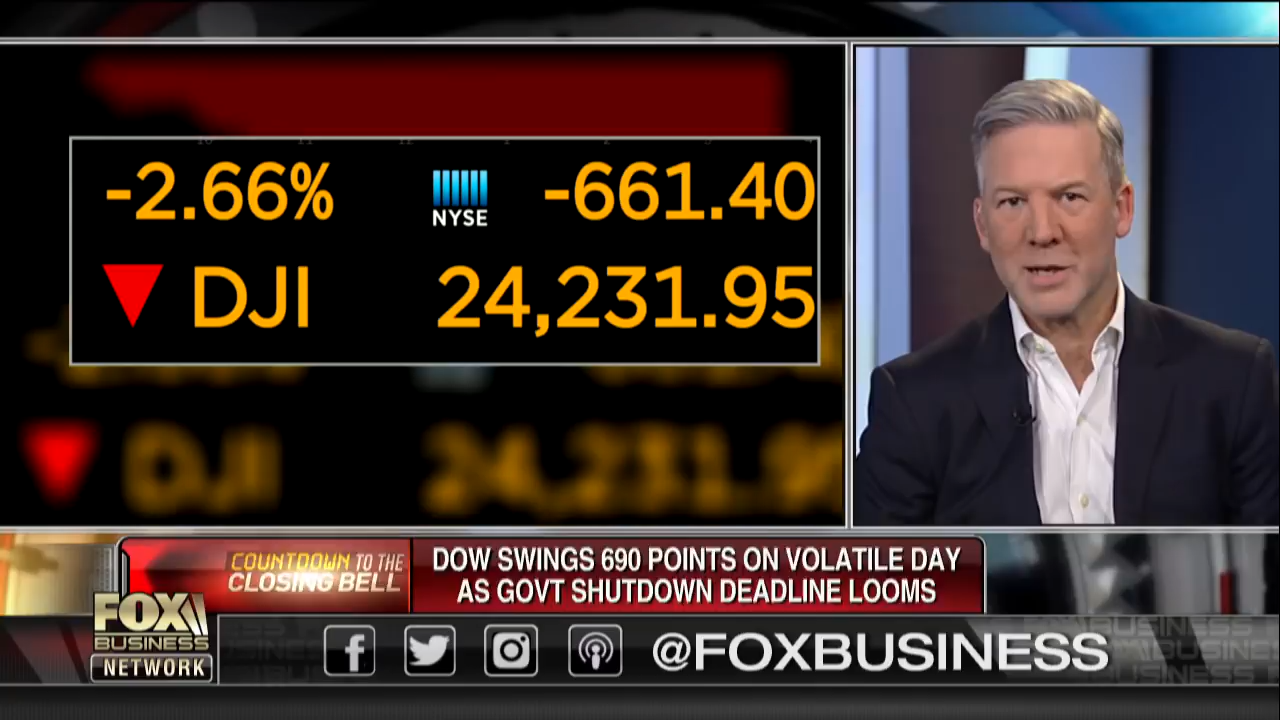 -2.66%
NYSE
-661.40
DJI
24,231.95
DJI
COUNTDOWN TO THE
CLOSING BELL
DOW SWINGS 690 POINTS ON VOLATILE DAY
AS GOVT SHUTDOWN DEADLINE LOOMS
FOX
BUSINESS
NETWORK
@FOXBUSINESS